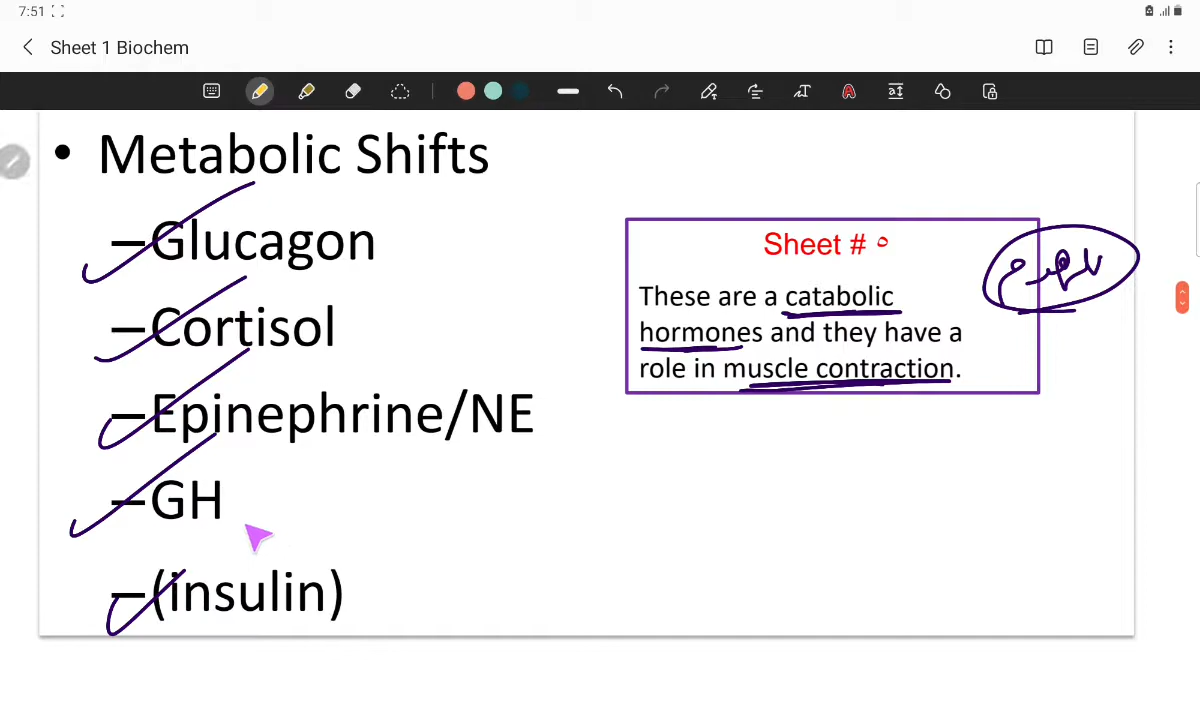 7:51
Sheet 1 Biochem
• Metabolic Shifts
–Glucagon
–Cortisol
–Epinephrine/NE
–GH
–(insulin)
Sheet #
These are a catabolic
hormones and they have a
role in muscle contraction.